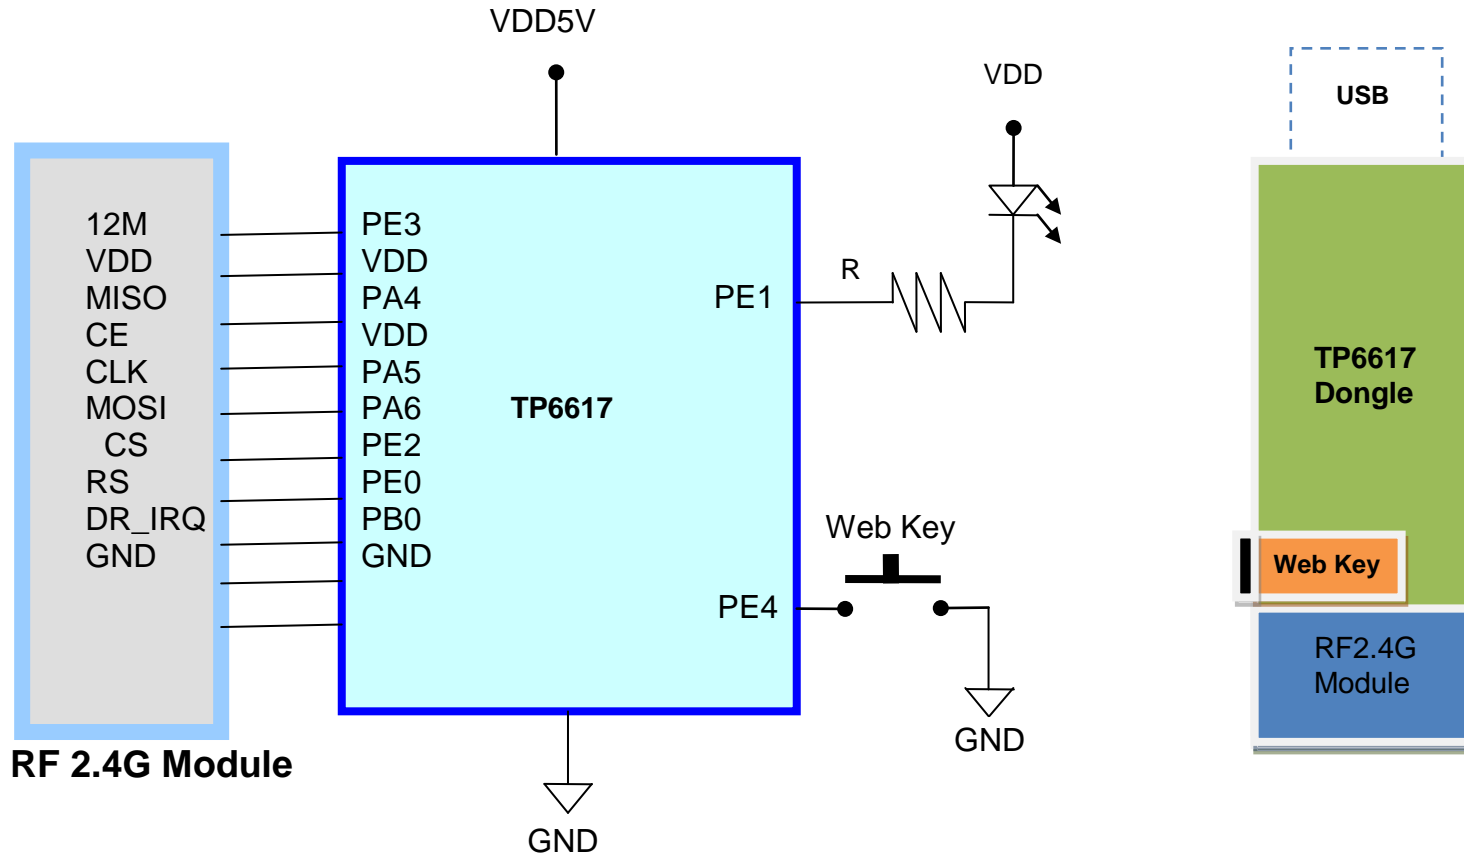 VDD5V
VDD
USB
12M
VDD
MISO
CE
CLK
MOSI
CS
RS
DR_IRQ
GND
PE3
VDD
PA4
VDD
PA5
PA6
PE2
PE0
PB0
GND
TP6617
PE1
R
Web Key
PE4
GND
GND
RF 2.4G Module
TP6617
Dongle
Web Key
RF2.4G
Module